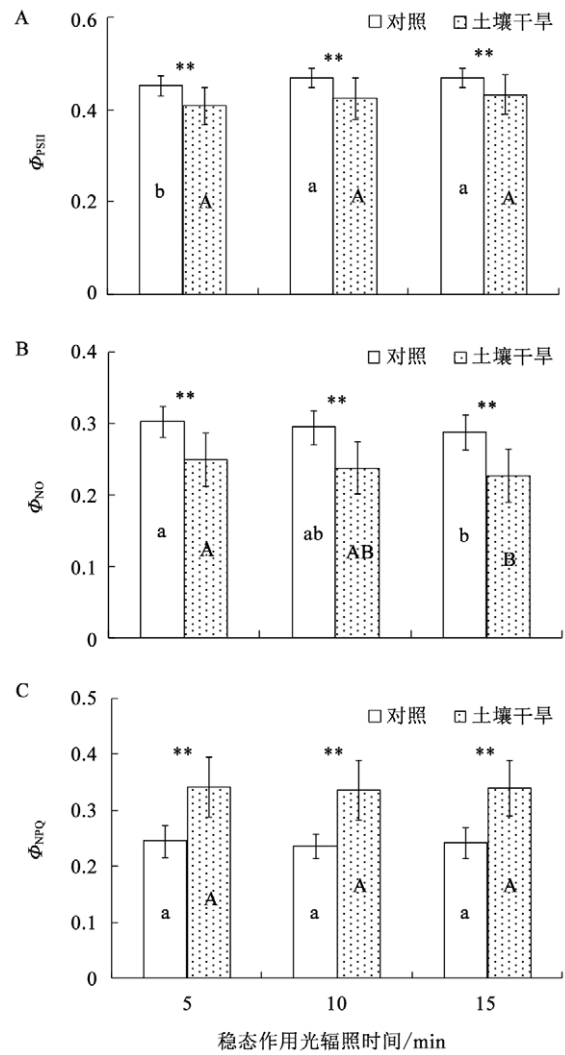 A
0.6
对照 土壤干旱
** ** **
0.4
ΦPSII
0.2
b A a A a A
0
B
0.4
对照 土壤干旱
** ** **
0.3
ΦNO
0.2
a A ab AB b B
0.1
0
C
0.5
对照 土壤干旱
** ** **
0.4
0.3
ΦNPQ
0.2
a A a A a A
0.1
0
5 10 15
稳态作用光辐照时间/min